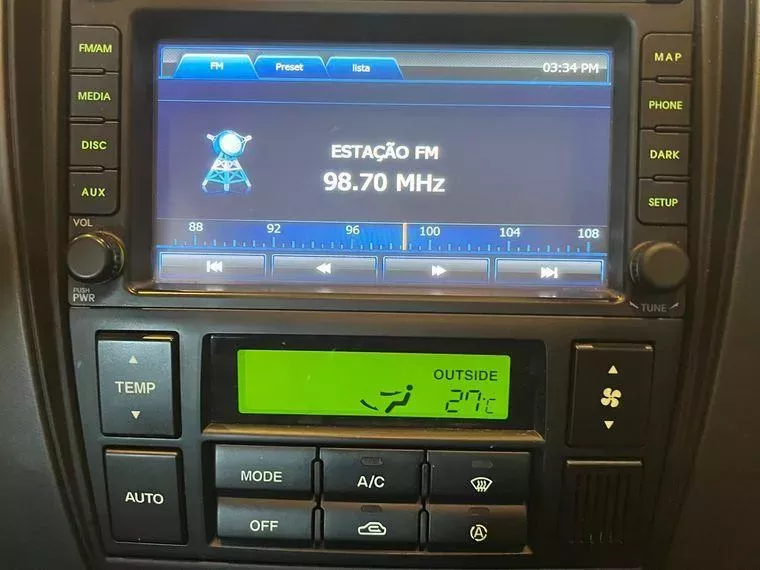 FM/AM
MEDIA
DISC
AUX
VOL
PUSH
PWR
FM Preset lista 03:34 PM
ESTAÇÃO FM
98.70 MHz
88 92 96 100 104 108
MAP
PHONE
DARK
SETUP
TUNE
TEMP
OUTSIDE
27°C
AUTO
MODE
A/C
OFF
A